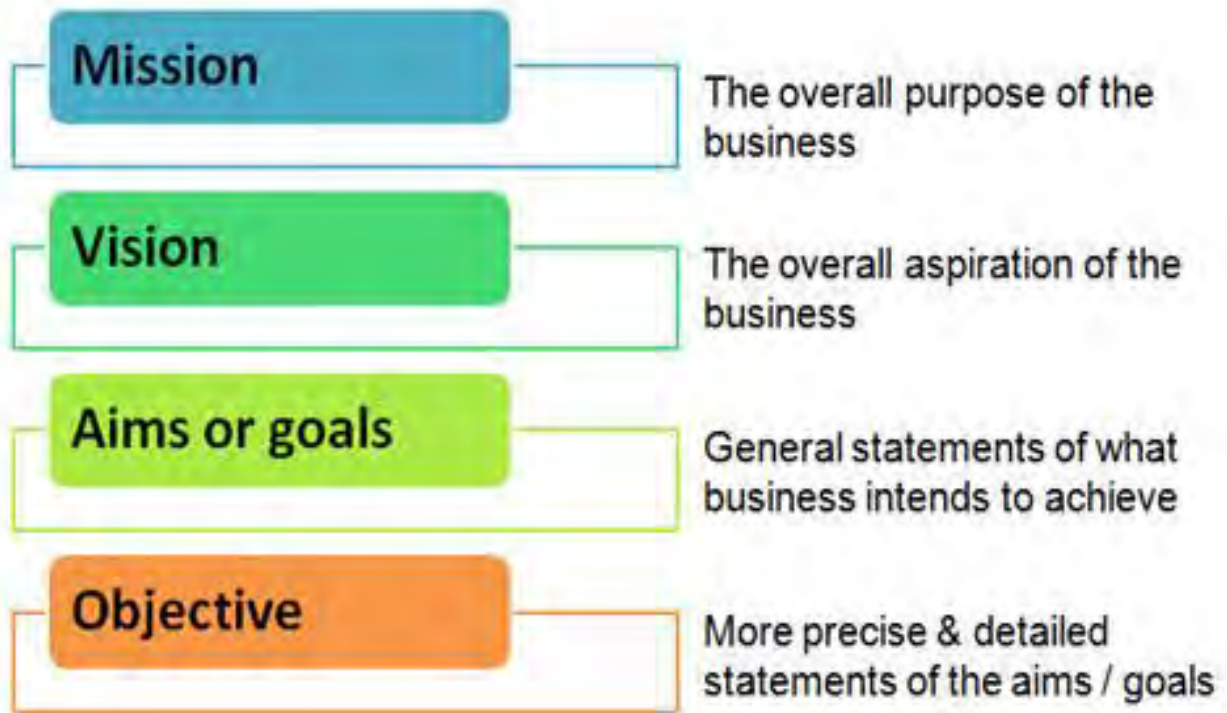 Mission
The overall purpose of the
business
Vision
The overall aspiration of the
business
Aims or goals
General statements of what
business intends to achieve
Objective
More precise & detailed
statements of the aims / goals